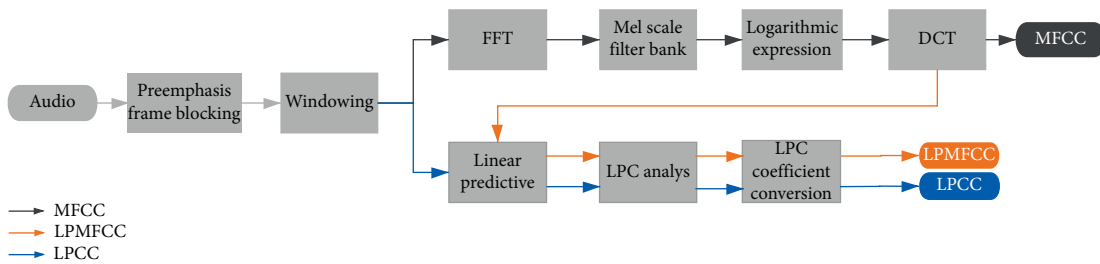 Audio
Preemphasis
frame blocking
Windowing
FFT
Mel scale
filter bank
Logarithmic
expression
DCT
MFCC
Linear
predictive
LPC analys
LPC
coefficient
conversion
LPMFCC
LPCC
MFCC
LPMFCC
LPCC